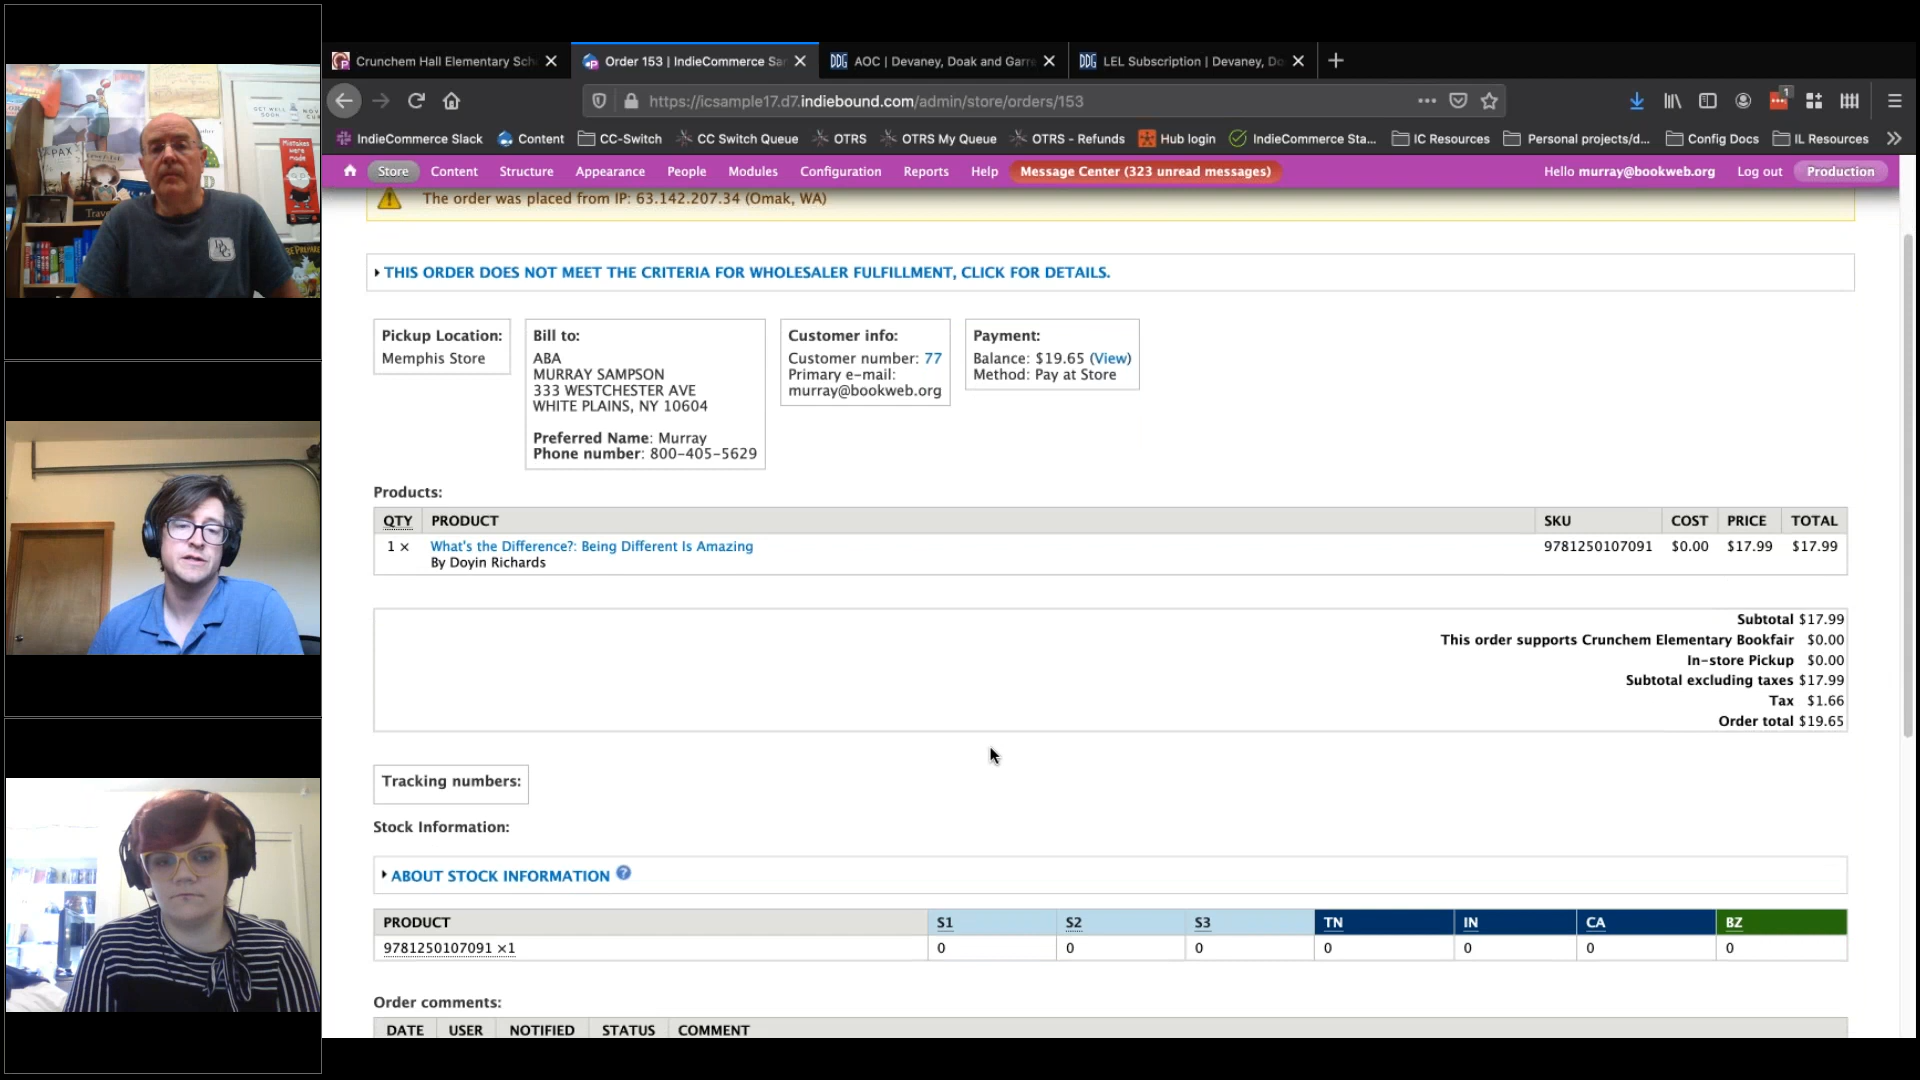 Crunchem Hall Elementary Sch
Order 153 | IndieCommerce Sa
AOC | Devaney, Doak and Garre
LEL Subscription | Devaney, Do
https://icsample17.d7.indiebound.com/admin/store/orders/153
1
IndieCommerce Slack
Content
CC-Switch
CC Switch Queue
OTRS
OTRS My Queue
OTRS - Refunds
Hub login
IndieCommerce Sta...
IC Resources
Personal projects/d...
Config Docs
IL Resources
Store
Content
Structure
Appearance
People
Modules
Configuration
Reports
Help
Message Center (323 unread messages)
Hello murray@bookweb.org
Log out
Production
The order was placed from IP: 63.142.207.34 (Omak, WA)
THIS ORDER DOES NOT MEET THE CRITERIA FOR WHOLESALER FULFILLMENT, CLICK FOR DETAILS.
Pickup Location:
Memphis Store
Bill to:
ABA
MURRAY SAMPSON
333 WESTCHESTER AVE
WHITE PLAINS, NY 10604
Preferred Name: Murray
Phone number: 800-405-5629
Customer info:
Customer number: 77
Primary e-mail:
murray@bookweb.org
Payment:
Balance: $19.65 (View)
Method: Pay at Store
Products:
QTY PRODUCT SKU COST PRICE TOTAL
1 × What's the Difference?: Being Different Is Amazing 9781250107091 $0.00 $17.99 $17.99
By Doyin Richards
Subtotal $17.99
This order supports Crunchem Elementary Bookfair $0.00
In-store Pickup $0.00
Subtotal excluding taxes $17.99
Tax $1.66
Order total $19.65
Tracking numbers:
Stock Information:
ABOUT STOCK INFORMATION
PRODUCT S1 S2 S3 TN IN CA BZ
9781250107091 ×1 0 0 0 0 0 0 0
Order comments:
DATE USER NOTIFIED STATUS COMMENT
PAX
GET WELL SOON
Mistakes were made
Trave